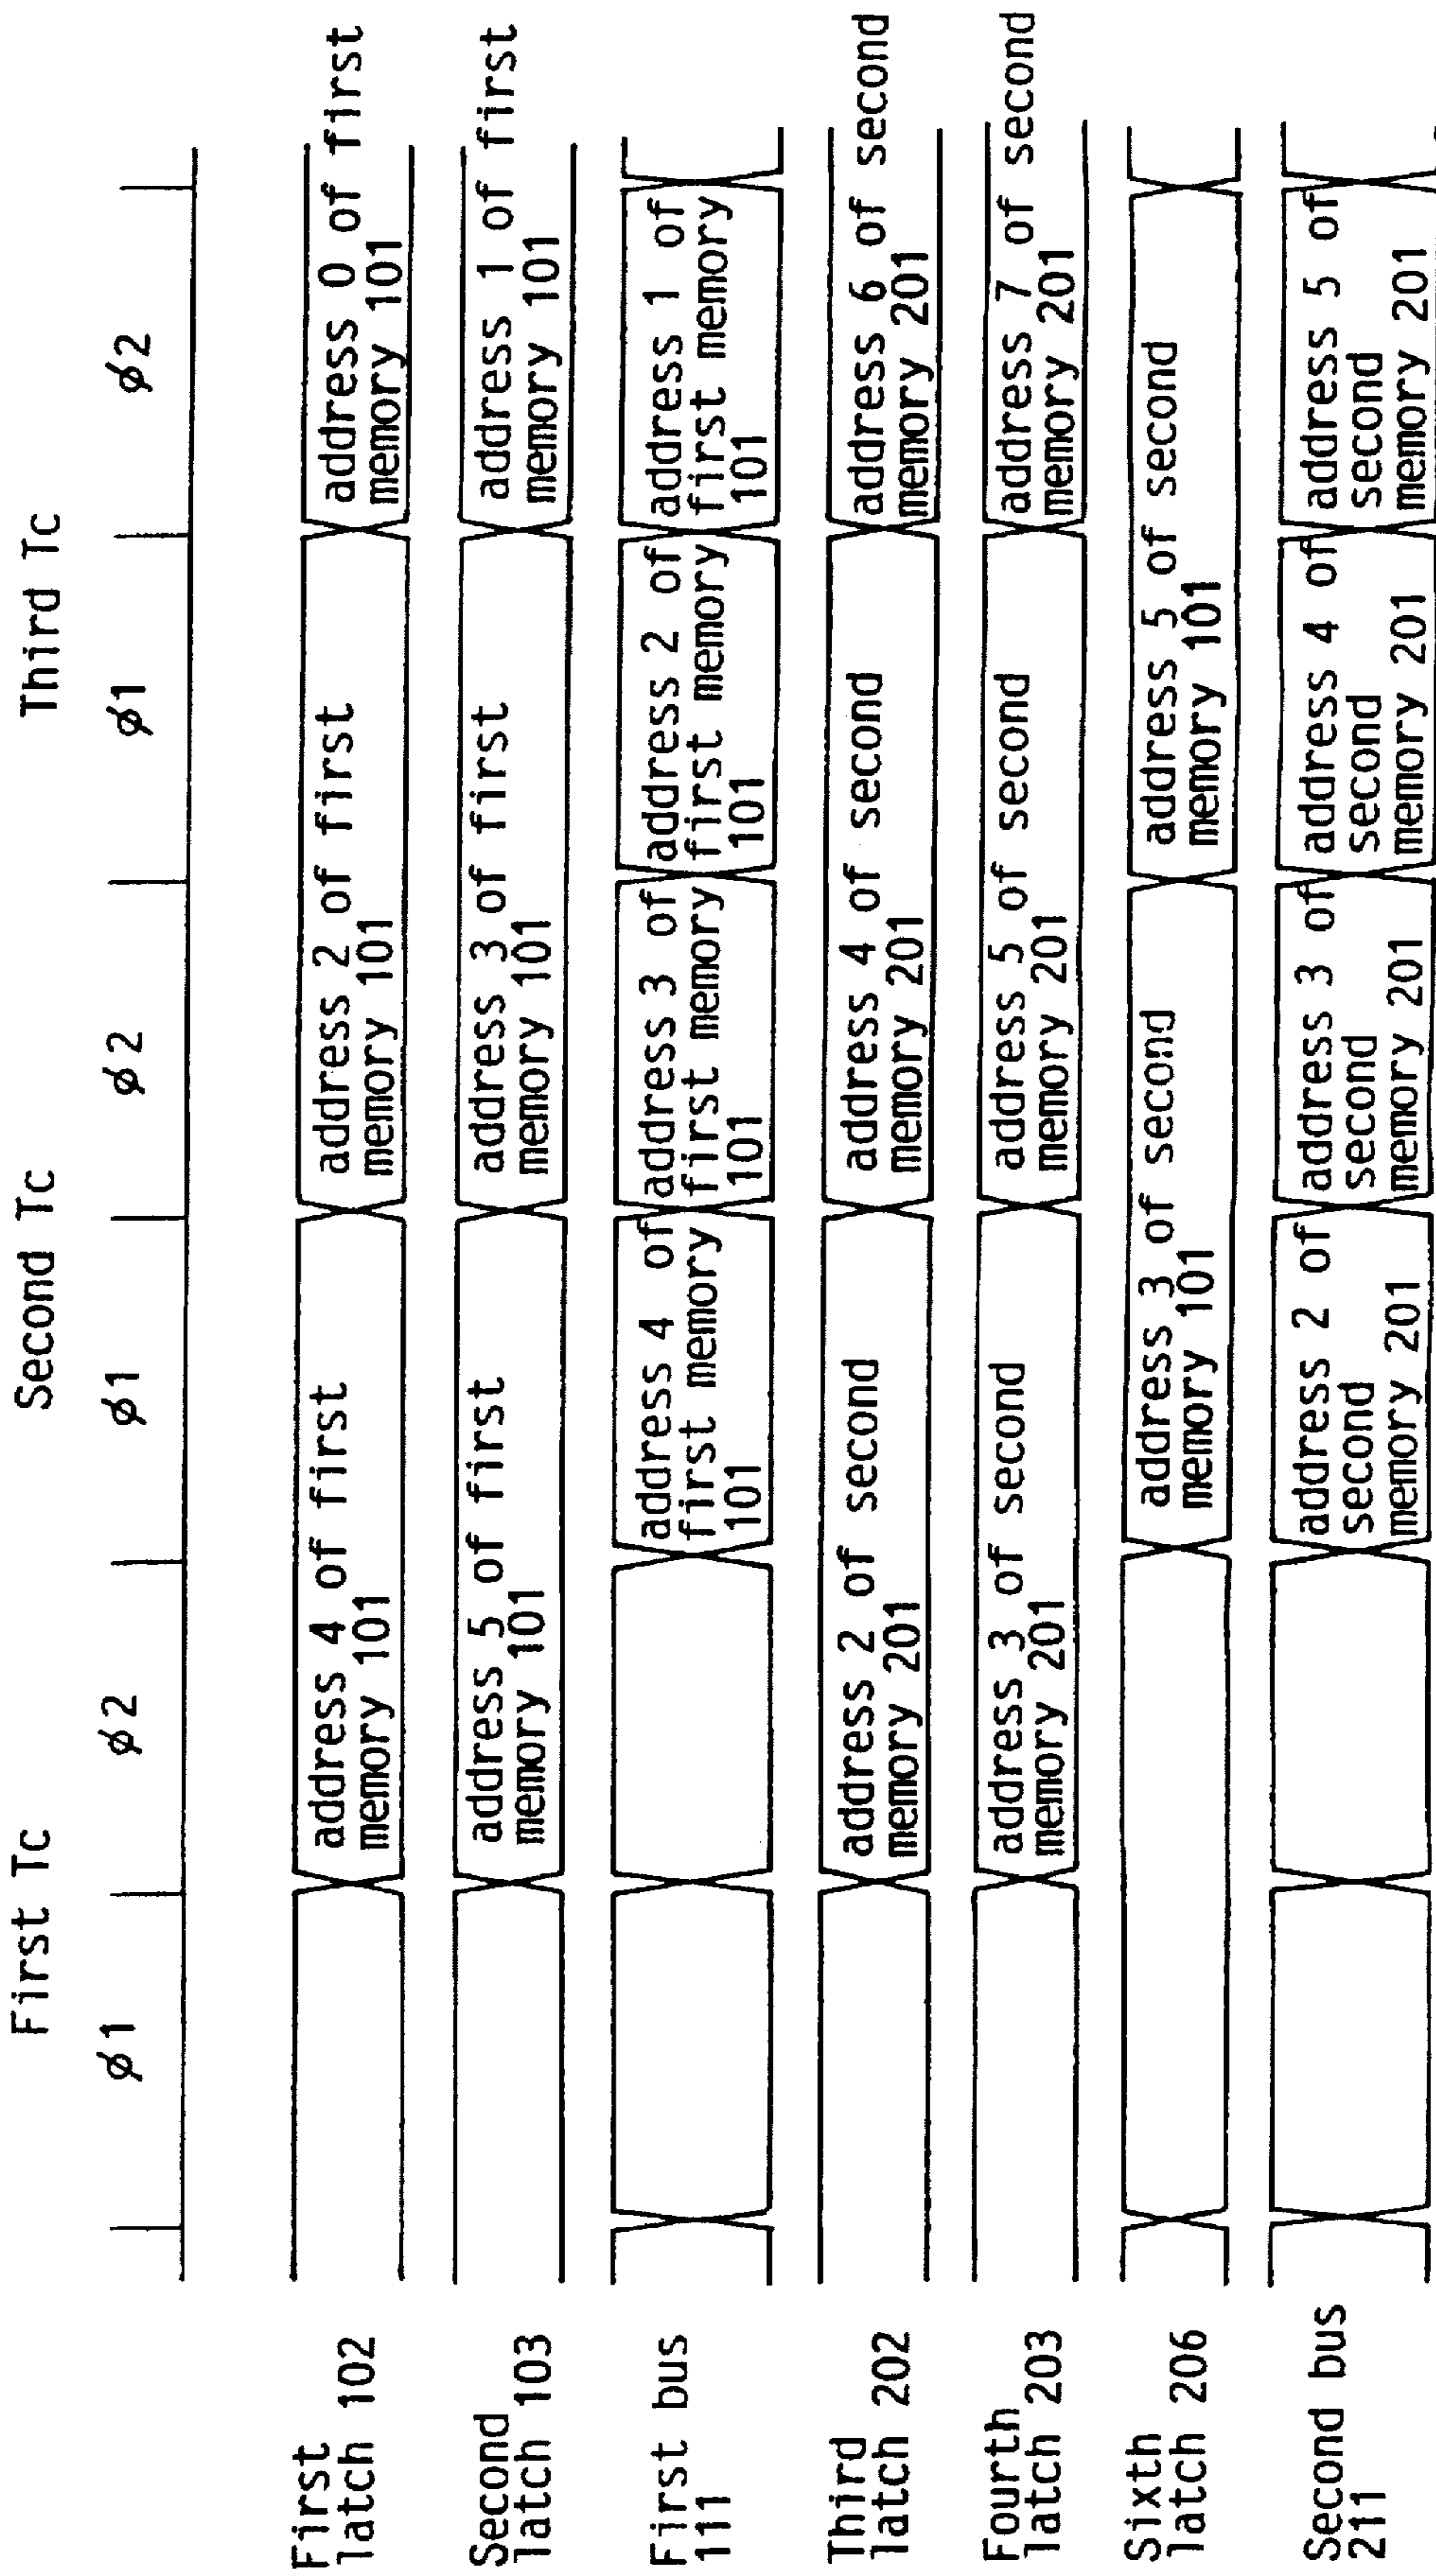 First Tc
Second Tc
Third Tc
ø1
ø2
ø1
ø2
ø1
ø2
First
latch 102
address 4 of first
memory 101
address 2 of first
memory 101
address 0 of first
memory 101
Second
latch 103
address 5 of first
memory 101
address 3 of first
memory 101
address 1 of first
memory 101
First bus
111
address 4 of
first memory
101
address 3 of
first memory
101
address 2 of
first memory
101
address 1 of
first memory
101
Third
latch 202
address 2 of second
memory 201
address 4 of second
memory 201
address 6 of second
memory 201
Fourth
latch 203
address 3 of second
memory 201
address 5 of second
memory 201
address 7 of second
memory 201
Sixth
latch 206
address 3 of second
memory 101
address 5 of second
memory 101
Second bus
211
address 2 of
second
memory 201
address 3 of
second
memory 201
address 4 of
second
memory 201
address 5 of
second
memory 201